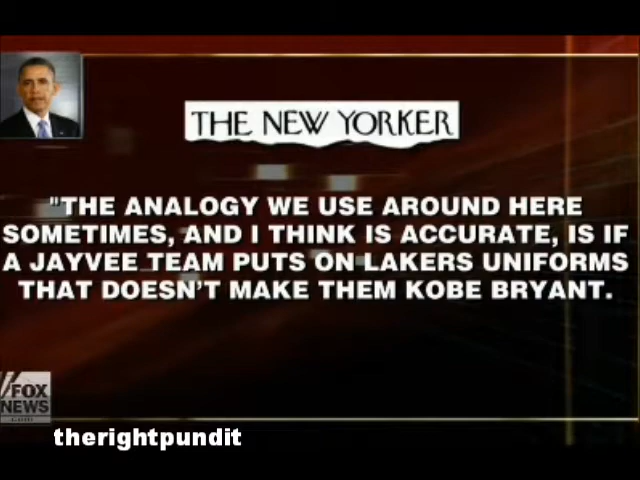 THE NEW YORKER
"THE ANALOGY WE USE AROUND HERE
SOMETIMES, AND I THINK IS ACCURATE, IS IF
A JAYVEE TEAM PUTS ON LAKERS UNIFORMS
THAT DOESN'T MAKE THEM KOBE BRYANT.
FOX
NEWS
.com
therightpundit